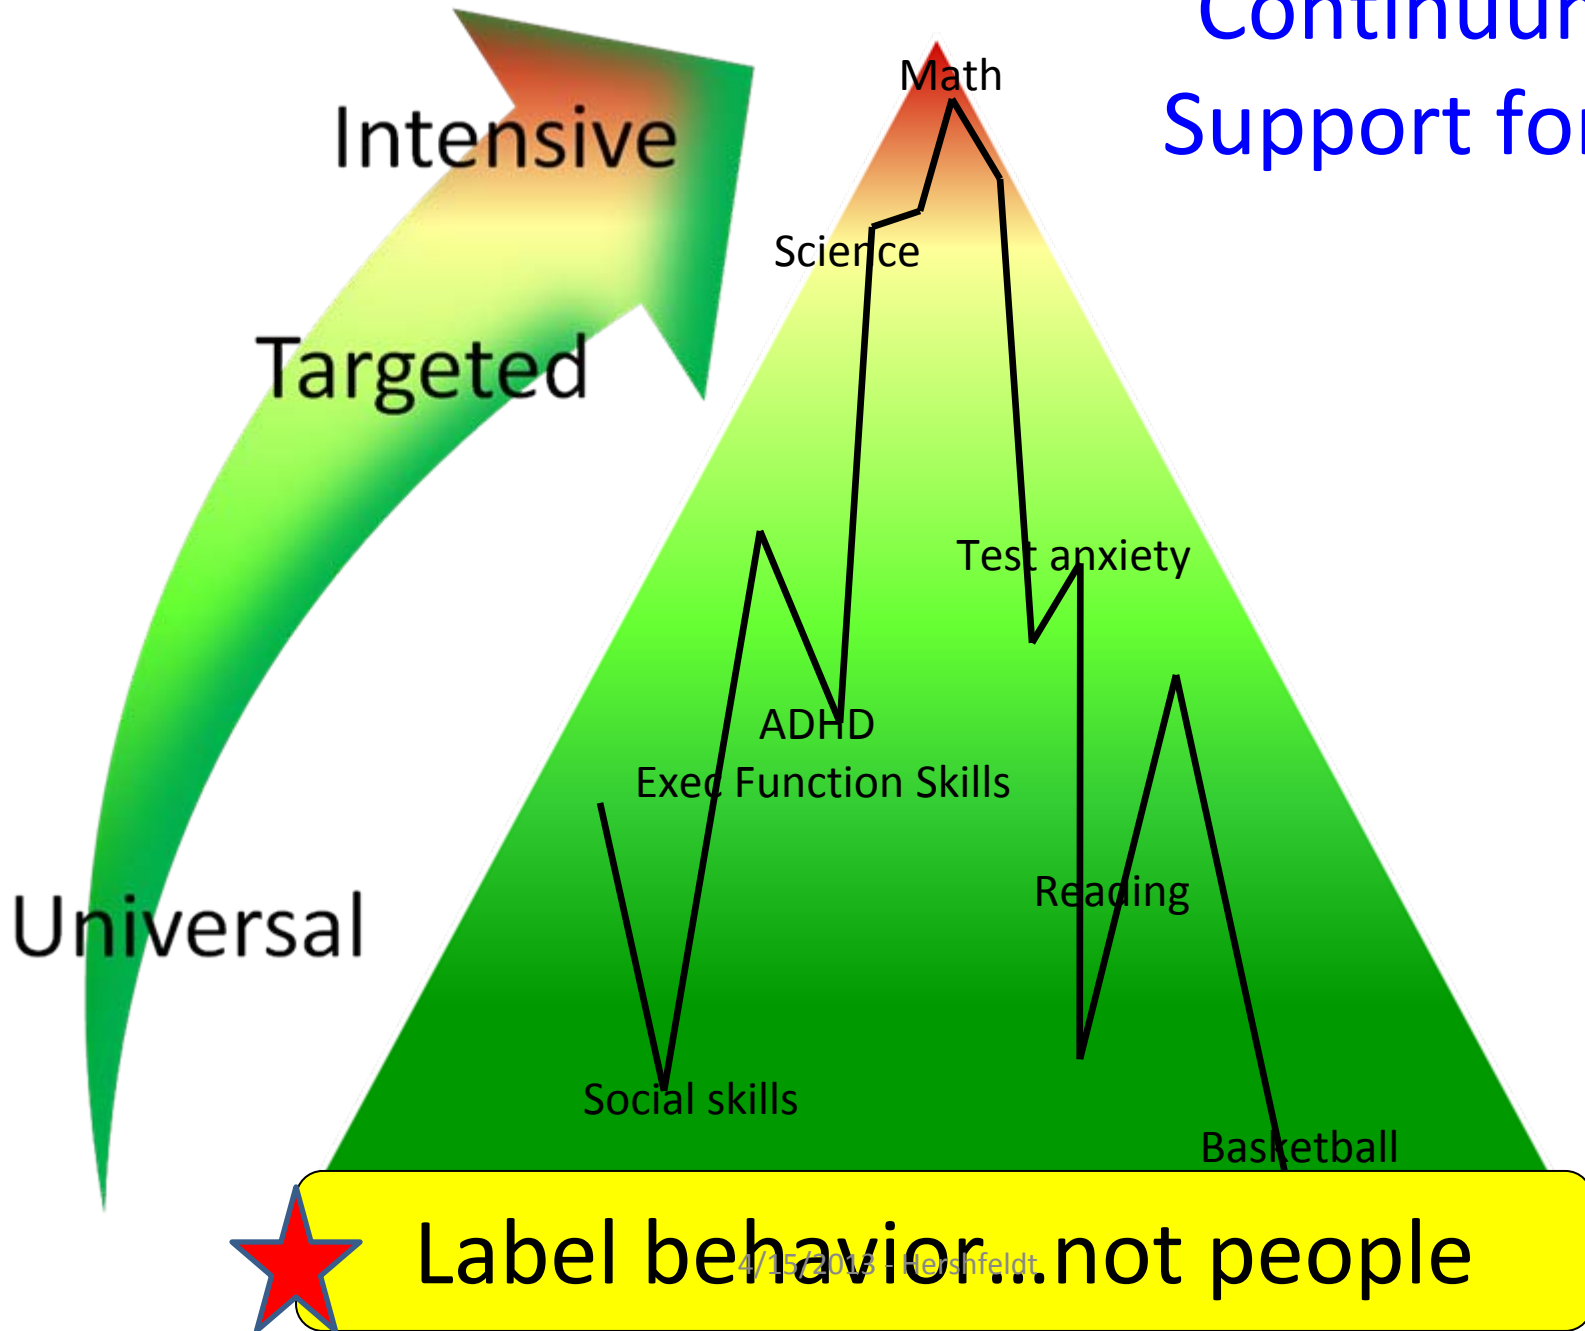 Support for
Math
Intensive
Science
Targeted
Test anxiety
ADHD
Exec Function Skills
Reading
Universal
Social skills
Basketball
Label behavior...not people
4/15/2013 - Hershfeldt